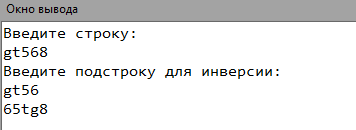 Окно вывода
Введите строку:
gt568
Введите подстроку для инверсии:
gt56
65tg8